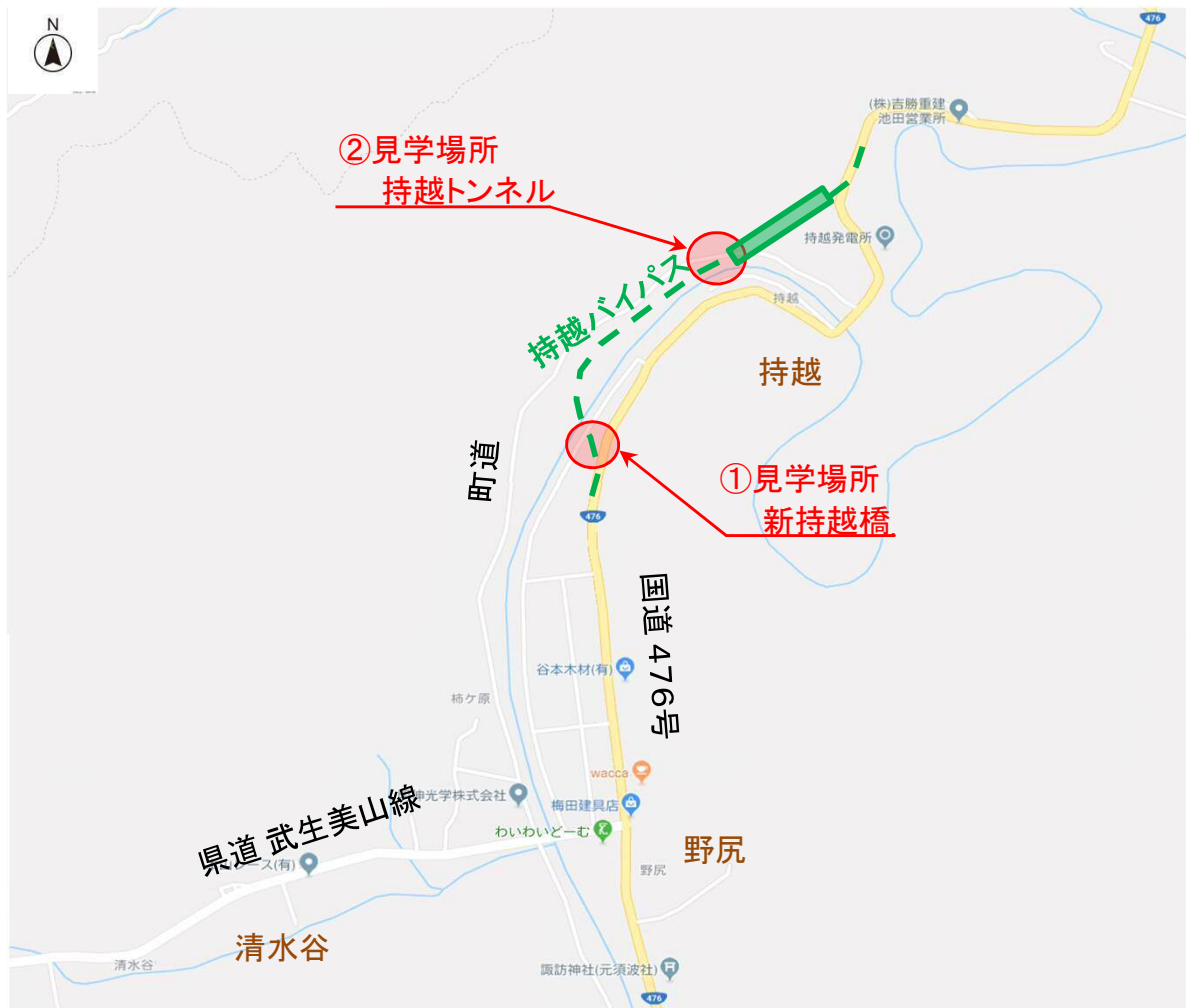 N
476
(株)吉勝重建
池田営業所
②見学場所
持越トンネル
持越発電所
持越バイパス
持越
持越
町道
①見学場所
新持越橋
476
国道 476号
谷本木材(有)
柿ケ原
wacca
光学株式会社
梅田建具店
県道 武生美山線
わいわいどーむ
ース(有)
野尻
野尻
清水谷
清水谷
諏訪神社(元須波社)
476